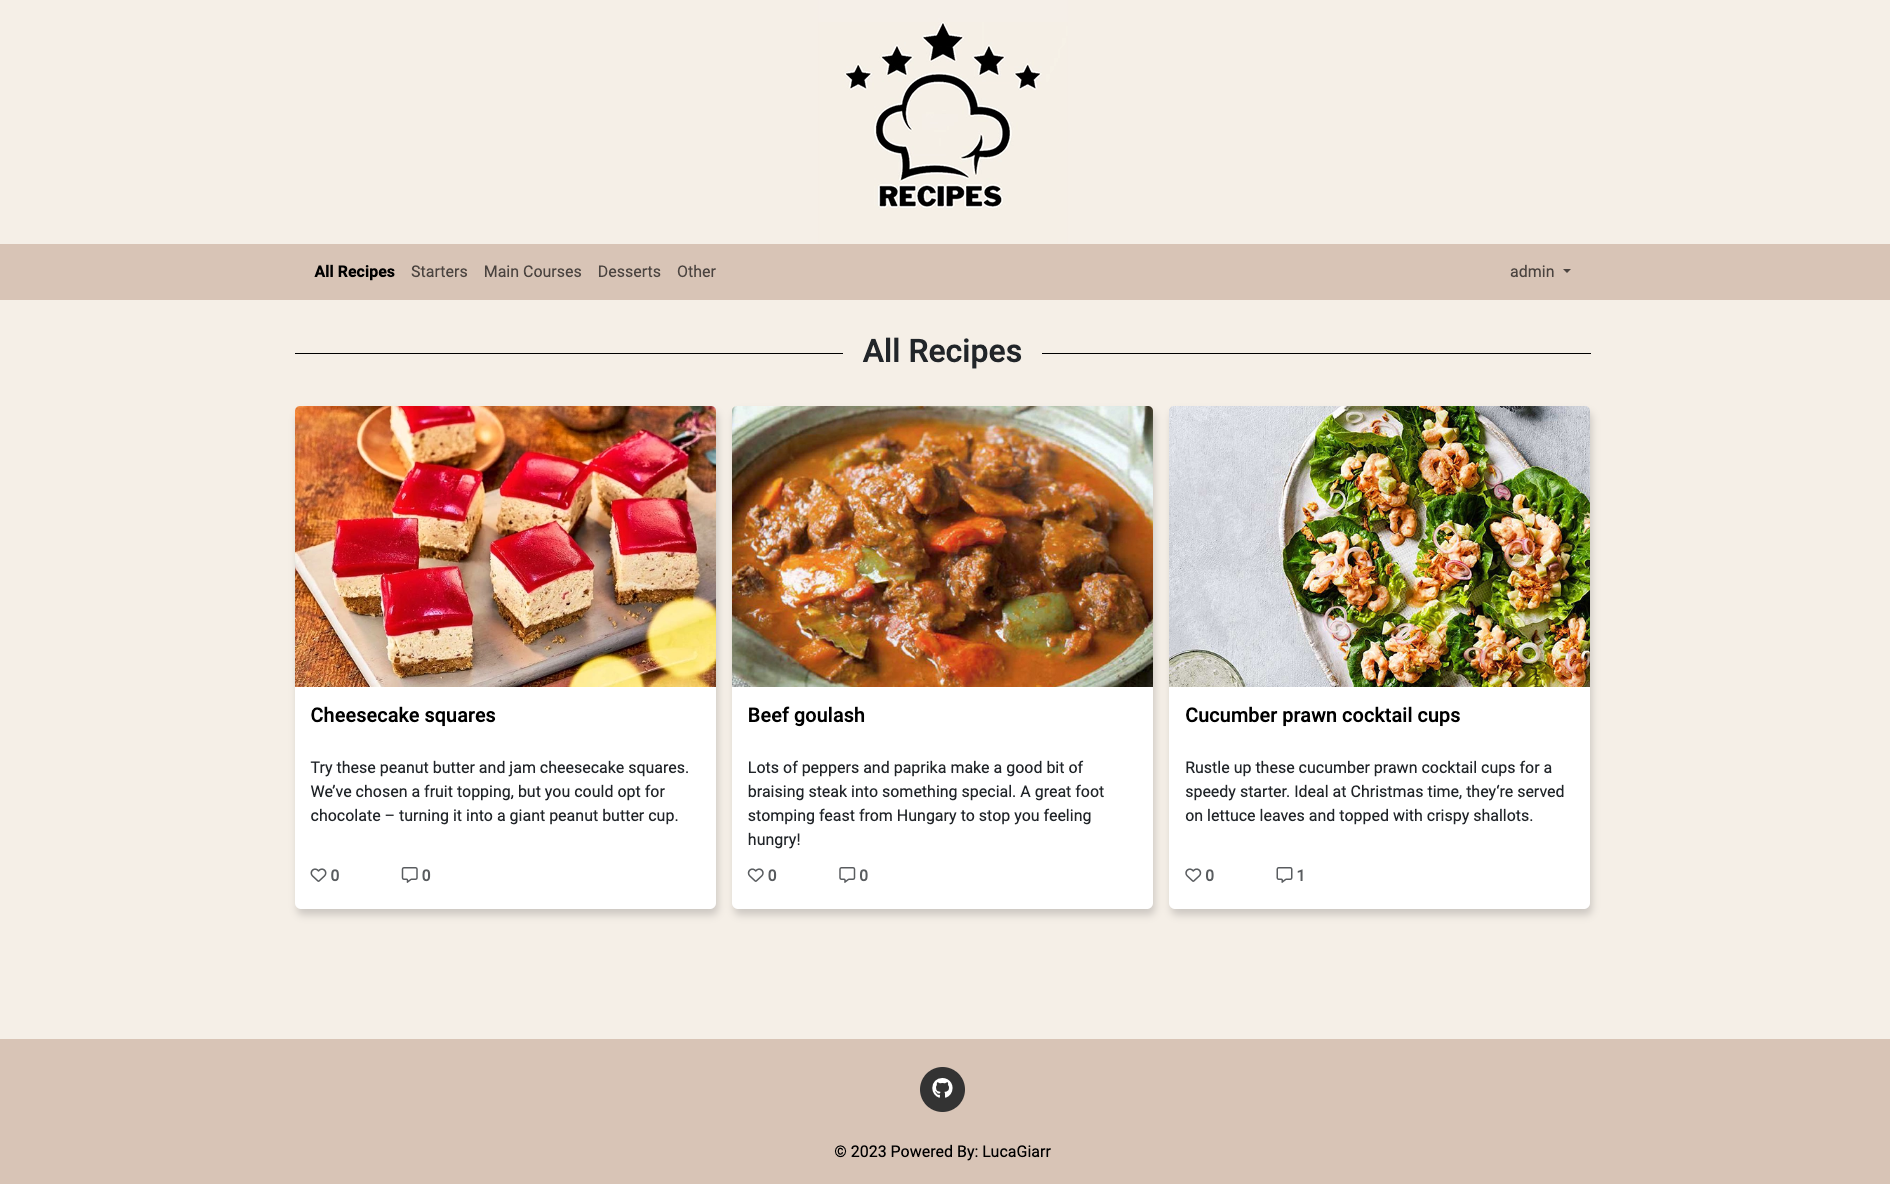 RECIPES
All Recipes Starters Main Courses Desserts Other admin
All Recipes
Cheesecake squares
Try these peanut butter and jam cheesecake squares.
We’ve chosen a fruit topping, but you could opt for
chocolate – turning it into a giant peanut butter cup.
0 0
Beef goulash
Lots of peppers and paprika make a good bit of
braising steak into something special. A great foot
stomping feast from Hungary to stop you feeling
hungry!
0 0
Cucumber prawn cocktail cups
Rustle up these cucumber prawn cocktail cups for a
speedy starter. Ideal at Christmas time, they’re served
on lettuce leaves and topped with crispy shallots.
0 1
© 2023 Powered By: LucaGiarr